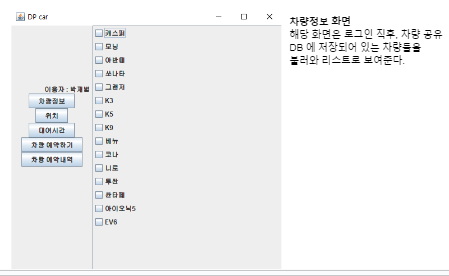 DP car
이용자 : 박재범
차량정보
위치
대여시간
차량 예약하기
차량 예약내역
캐스퍼
모닝
아반떼
쏘나타
그랜저
K3
K5
K9
베뉴
코나
니로
투싼
싼타페
아이오닉5
EV6
차량정보 화면
해당 화면은 로그인 직후, 차량 공유
DB 에 저장되어 있는 차량들을
불러와 리스트로 보여준다.